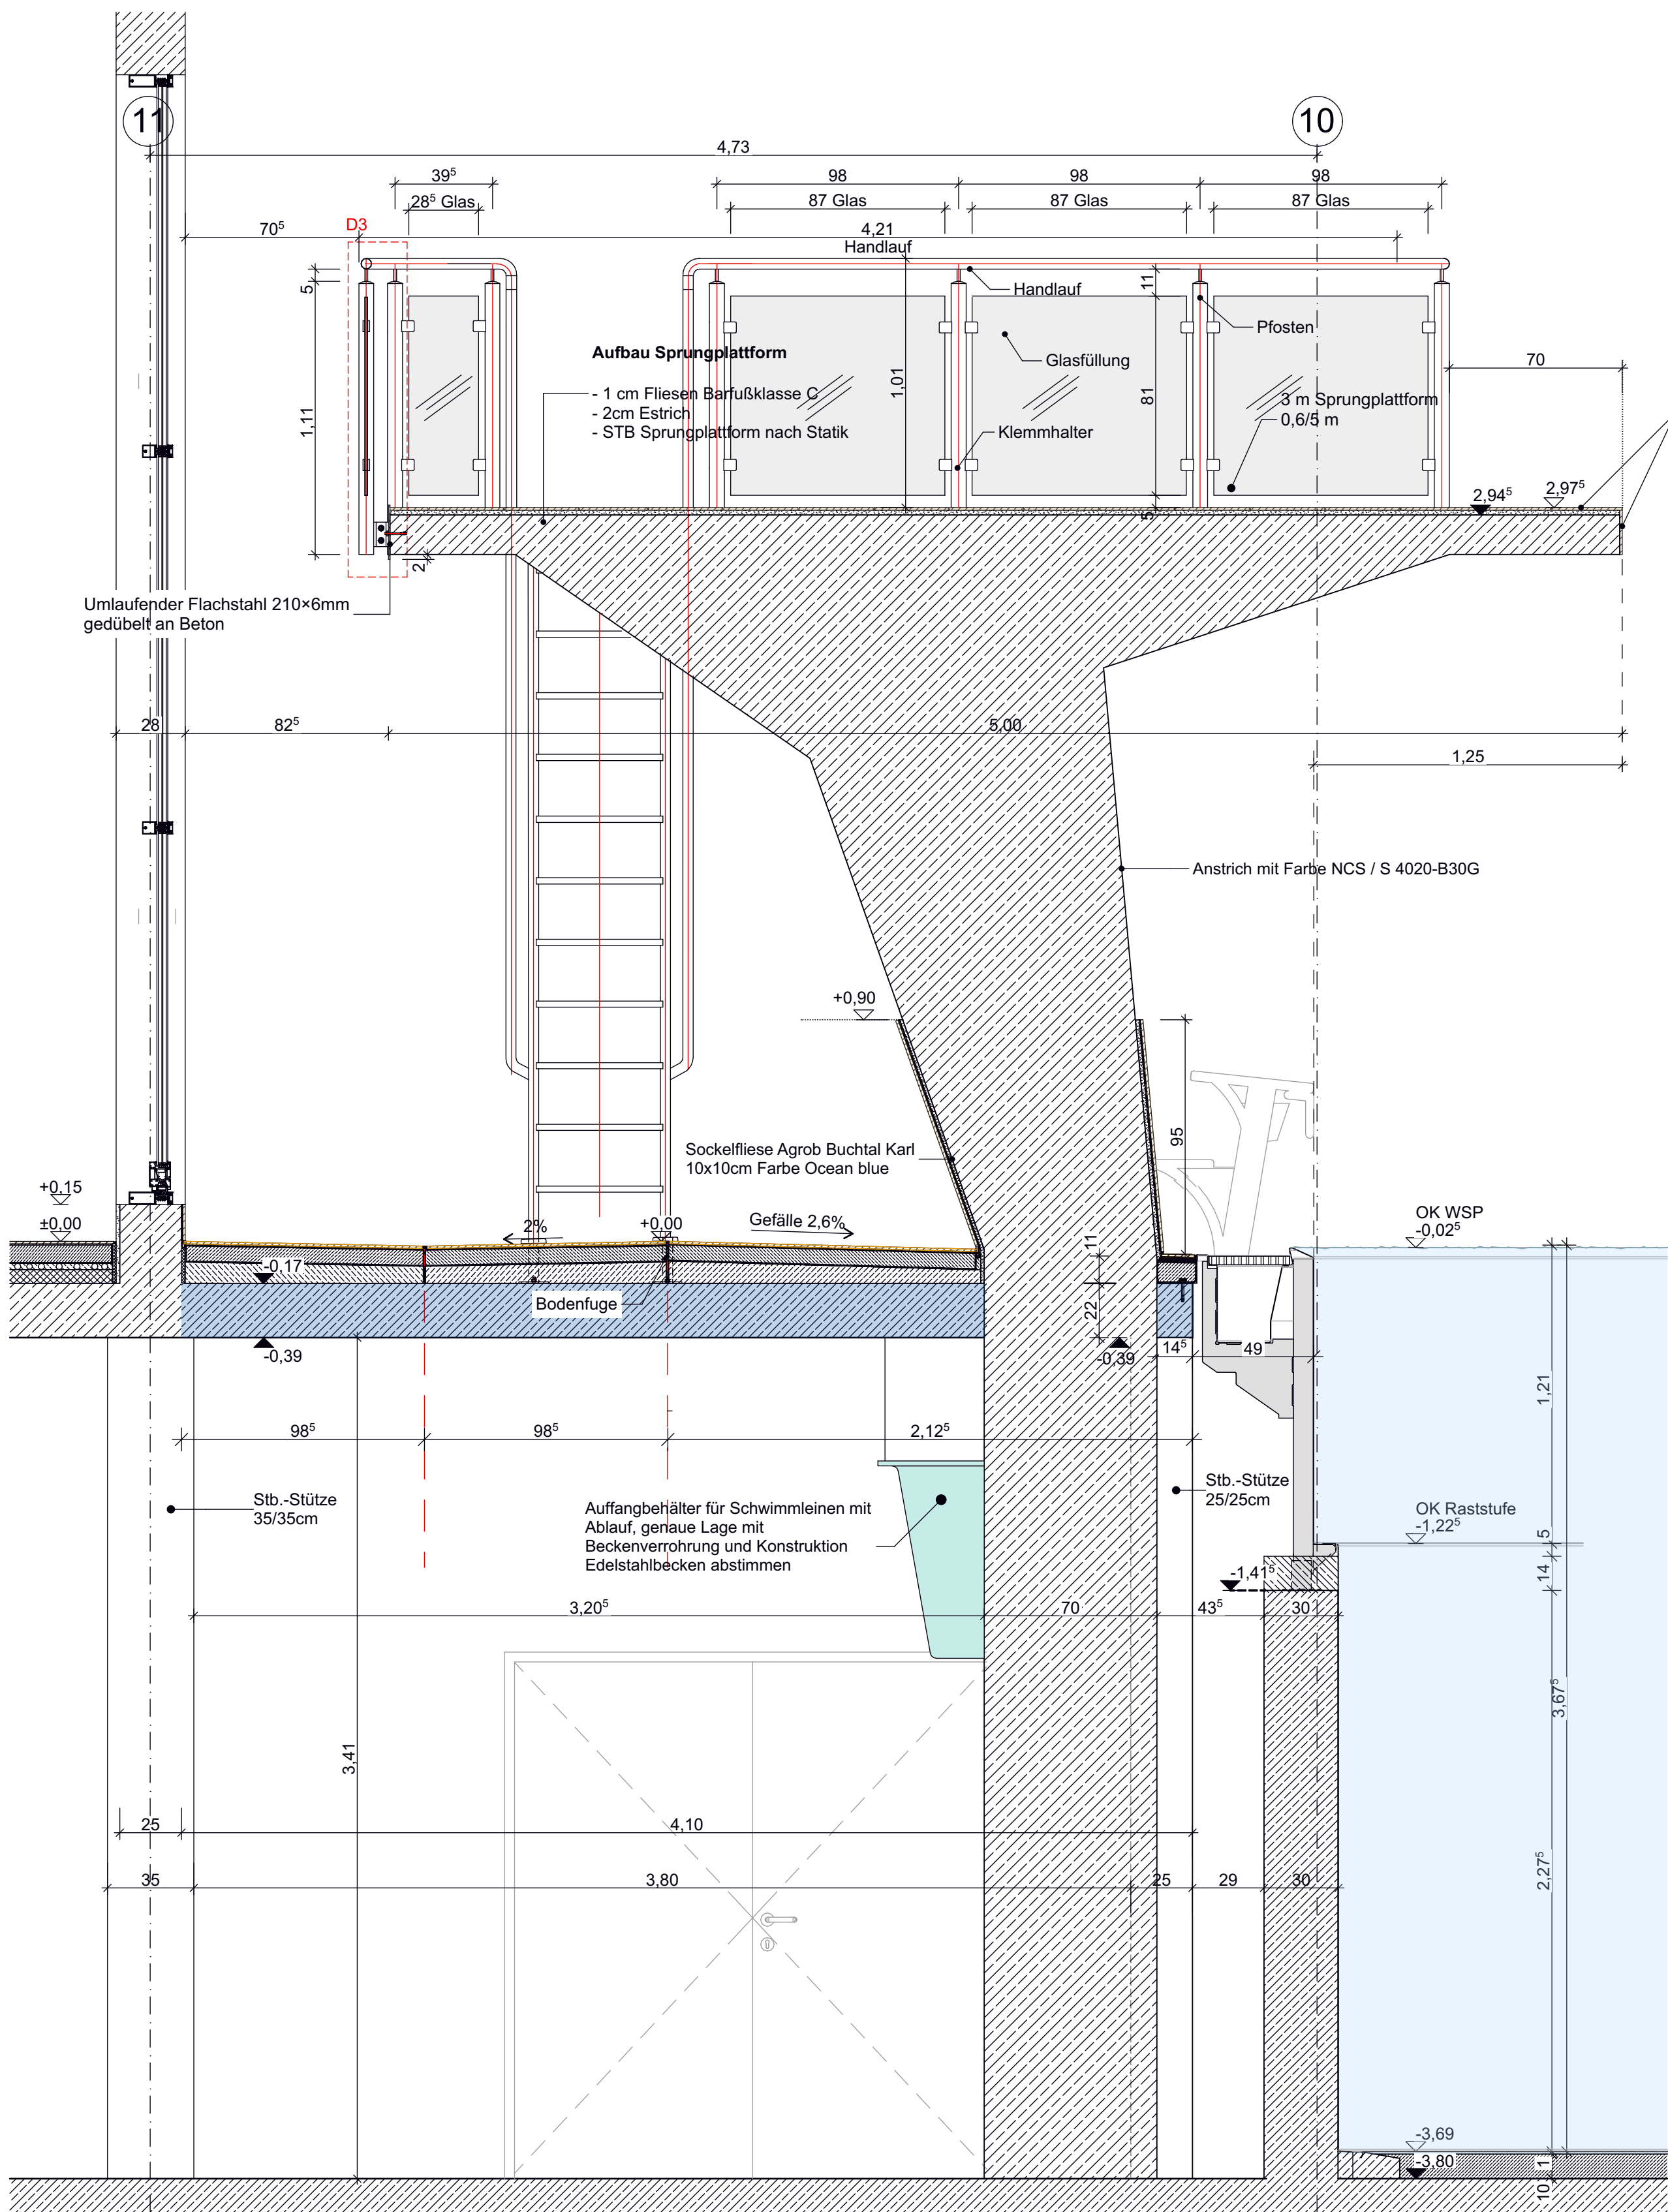 11
10
4,73
39⁵
98
98
98
28⁵ Glas
87 Glas
87 Glas
87 Glas
D3
70⁵
4,21
Handlauf
5
11
Handlauf
Pfosten
Aufbau Sprungplattform
Glasfüllung
70
1,01
81
1,11
- 1 cm Fliesen Barfußklasse C
- 2cm Estrich
- STB Sprungplattform nach Statik
3 m Sprungplattform
0,6/5 m
Klemmhalter
2,94⁵
2,97⁵
5
2
Umlaufender Flachstahl 210×6mm
gedübelt an Beton
28
82⁵
5,00
1,25
Anstrich mit Farbe NCS / S 4020-B30G
+0,90
95
Sockelfliese Agrob Buchtal Karl
10x10cm Farbe Ocean blue
+0,15
±0,00
2%
+0,00
Gefälle 2,6%
OK WSP
-0,02⁵
11
-0,17
Bodenfuge
22
-0,39
-0,39
14⁵
49
1,21
98⁵
98⁵
2,12⁵
Stb.-Stütze
35/35cm
Auffangbehälter für Schwimmleinen mit
Ablauf, genaue Lage mit
Beckenverrohrung und Konstruktion
Edelstahlbecken abstimmen
Stb.-Stütze
25/25cm
OK Raststufe
-1,22⁵
5
14
-1,41⁵
3,20⁵
70
43⁵
30
3,67⁵
3,41
25
4,10
35
3,80
25
29
30
2,27⁵
-3,69
-3,80
1
10